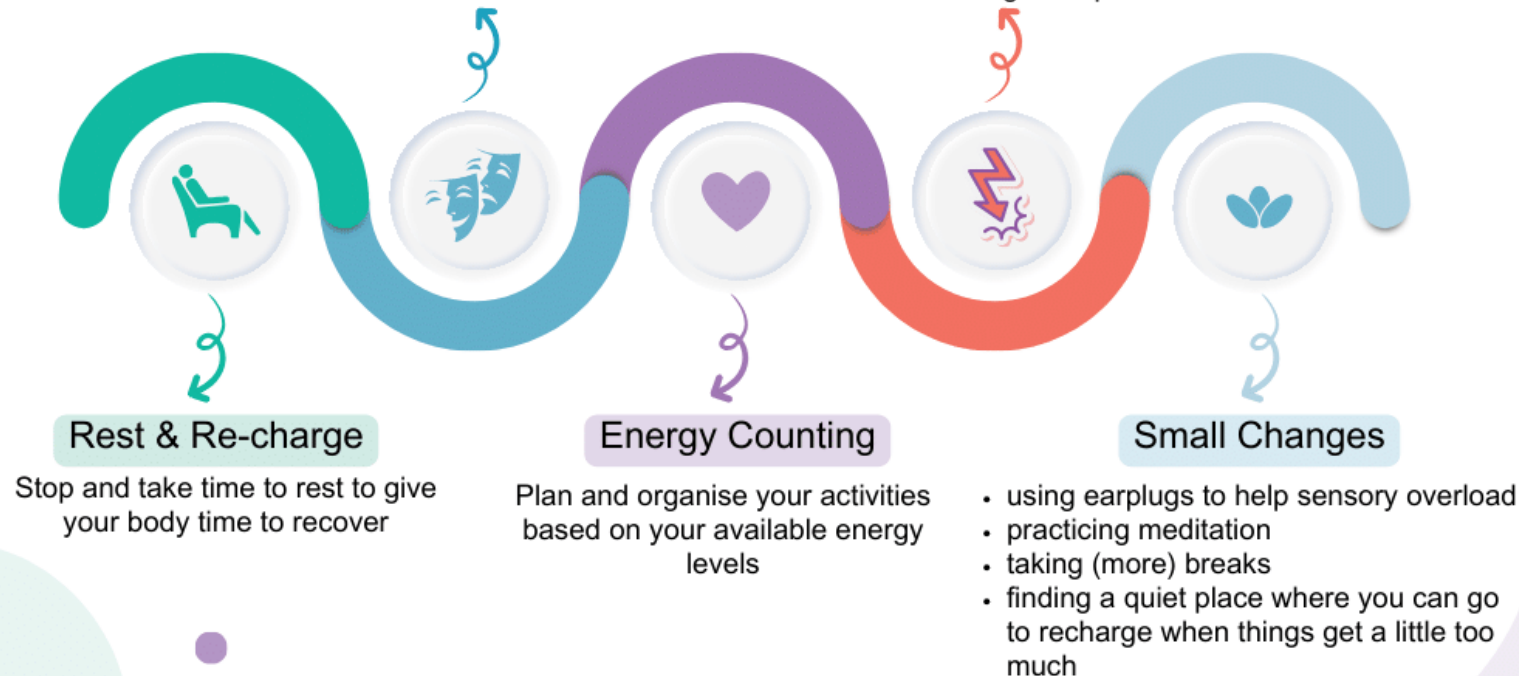 Rest & Re-charge
Stop and take time to rest to give
your body time to recover
Energy Counting
Plan and organise your activities
based on your available energy
levels
Small Changes
• using earplugs to help sensory overload
• practicing meditation
• taking (more) breaks
• finding a quiet place where you can go
to recharge when things get a little too
much